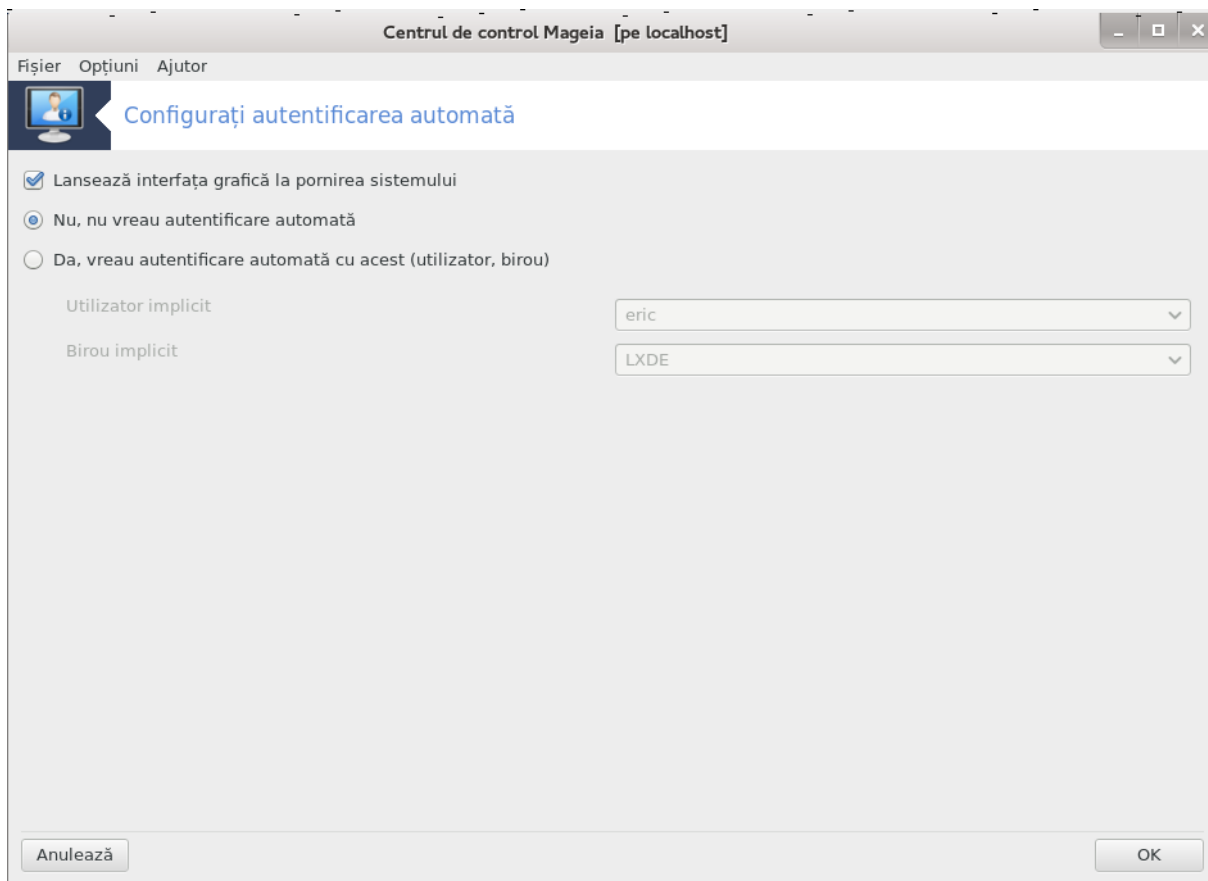 Centrul de control Mageia [pe localhost]
Fișier Opțiuni Ajutor
Configurați autentificarea automată
Lansează interfața grafică la pornirea sistemului
Nu, nu vreau autentificare automată
Da, vreau autentificare automată cu acest (utilizator, birou)
Utilizator implicit
eric
Birou implicit
LXDE
Anulează
OK